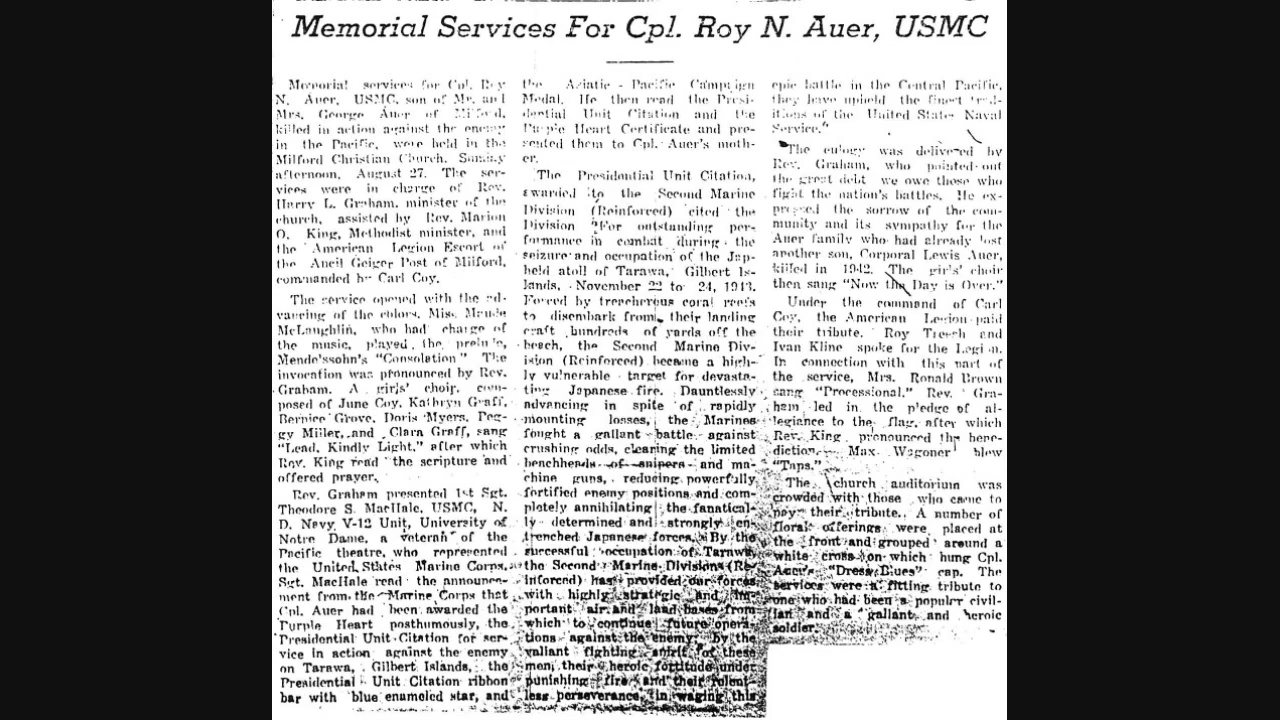 Memorial Services For Cpl. Roy N. Auer, USMC
Memorial services for Cpl. Roy
N. Auer, USMC, son of Mr. and
Mrs. George Auer of Milford,
killed in action against the enemy
in the Pacific, were held in the
Milford Christian Church, Sunday
afternoon, August 27. The ser-
vices were in charge of Rev.
Harry L. Graham, minister of the
church, assisted by Rev. Marion
O. King, Methodist minister, and
the American Legion Escort of
the Ancil Geiger Post of Milford,
commanded by Carl Coy.
The service opened with the ad-
vancing of the colors. Miss Maude
McLaughlin, who had charge of
the music, played the prelude,
Mendelssohn's "Consolation" The
invocation was pronounced by Rev.
Graham. A girls' choir, com-
posed of June Coy, Kathryn Graff,
Bernice Grove, Doris Myers, Peg-
gy Miller, and Clara Graff, sang
"Lead, Kindly Light," after which
Rev. King read the scripture and
offered prayer.
Rev. Graham presented 1st Sgt.
Theodore S. MacHale, USMC, N.
D. Navy V-12 Unit, University of
Notre Dame, a veteran of the
Pacific theatre, who represented
the United States Marine Corps.
Sgt. MacHale read the announce-
ment from the Marine Corps that
Cpl. Auer had been awarded the
Purple Heart posthumously, the
Presidential Unit Citation for ser-
vice in action against the enemy
on Tarawa, Gilbert Islands, the
Presidential Unit Citation ribbon
bar with blue enameled star, and
the Asiatic - Pacific Campaign
Medal. He then read the Presi-
dential Unit Citation and the
Purple Heart Certificate and pre-
sented them to Cpl. Auer's moth-
er.
The Presidential Unit Citation,
awarded to the Second Marine
Division (Reinforced) cited the
Division "For outstanding per-
formance in combat during the
seizure and occupation of the Jap-
held atoll of Tarawa, Gilbert Is-
lands, November 22 to 24, 1943.
Forced by treacherous coral reefs
to disembark from their landing
craft hundreds of yards off the
beach, the Second Marine Div-
ision (Reinforced) became a high-
ly vulnerable target for devasta-
ting Japanese fire. Dauntlessly
advancing in spite of rapidly
mounting losses, the Marines
fought a gallant battle against
crushing odds, clearing the limited
beachheads of snipers and ma-
chine guns, reducing powerfully
fortified enemy positions and com-
pletely annihilating the fanatical-
ly determined and strongly en-
trenched Japanese forces. By the
successful occupation of Tarawa,
the Second Marine Divisions (Re-
inforced) has provided our forces
with highly strategic and im-
portant air and land bases from
which to continue future opera-
tions against the enemy; by the
valiant fighting spirit of these
men, their heroic fortitude under
punishing fire and their relent-
less perseverance in waging this
epic battle in the Central Pacific,
they have upheld the finest trad-
itions of the United States Naval
Service."
The eulogy was delivered by
Rev. Graham, who pointed out
the great debt we owe those who
fight the nation's battles. He ex-
pressed the sorrow of the com-
munity and its sympathy for the
Auer family who had already lost
another son, Corporal Lewis Auer,
killed in 1942. The girls' choir
then sang "Now the Day is Over."
Under the command of Carl
Coy, the American Legion paid
their tribute. Roy Treesh and
Ivan Kline spoke for the Legion.
In connection with this part of
the service, Mrs. Ronald Brown
sang "Processional." Rev. Gra-
ham led in the pledge of al-
legiance to the flag, after which
Rev. King pronounced the bene-
diction. Max Wagoner blew
"Taps."
The church auditorium was
crowded with those who came to
pay their tribute. A number of
floral offerings were placed at
the front and grouped around a
white cross on which hung Cpl.
Auer's "Dress Blues" cap. The
services were a fitting tribute to
one who had been a popular civil-
ian and a gallant and heroic
soldier.